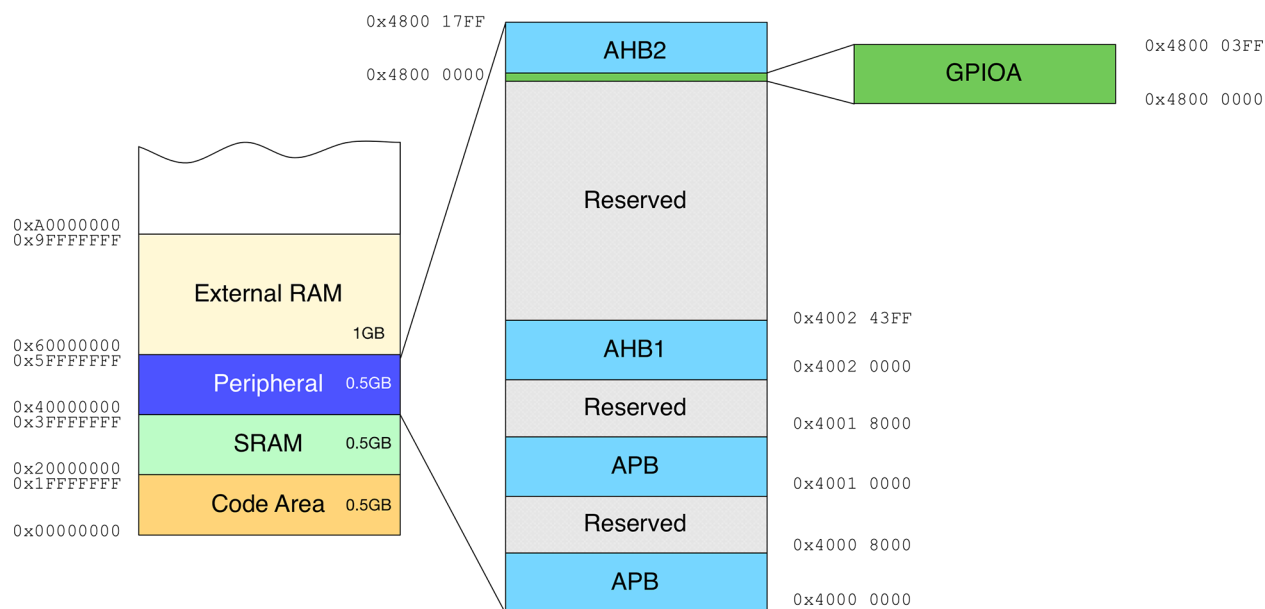 0x4800 17FF
AHB2
0x4800 0000
0x4800 03FF
GPIOA
0x4800 0000
Reserved
0x4002 43FF
AHB1
0x4002 0000
Reserved
0x4001 8000
APB
0x4001 0000
Reserved
0x4000 8000
APB
0x4000 0000
0xA0000000
0x9FFFFFFF
External RAM
1GB
0x60000000
0x5FFFFFFF
Peripheral 0.5GB
0x40000000
0x3FFFFFFF
SRAM 0.5GB
0x20000000
0x1FFFFFFF
Code Area 0.5GB
0x00000000